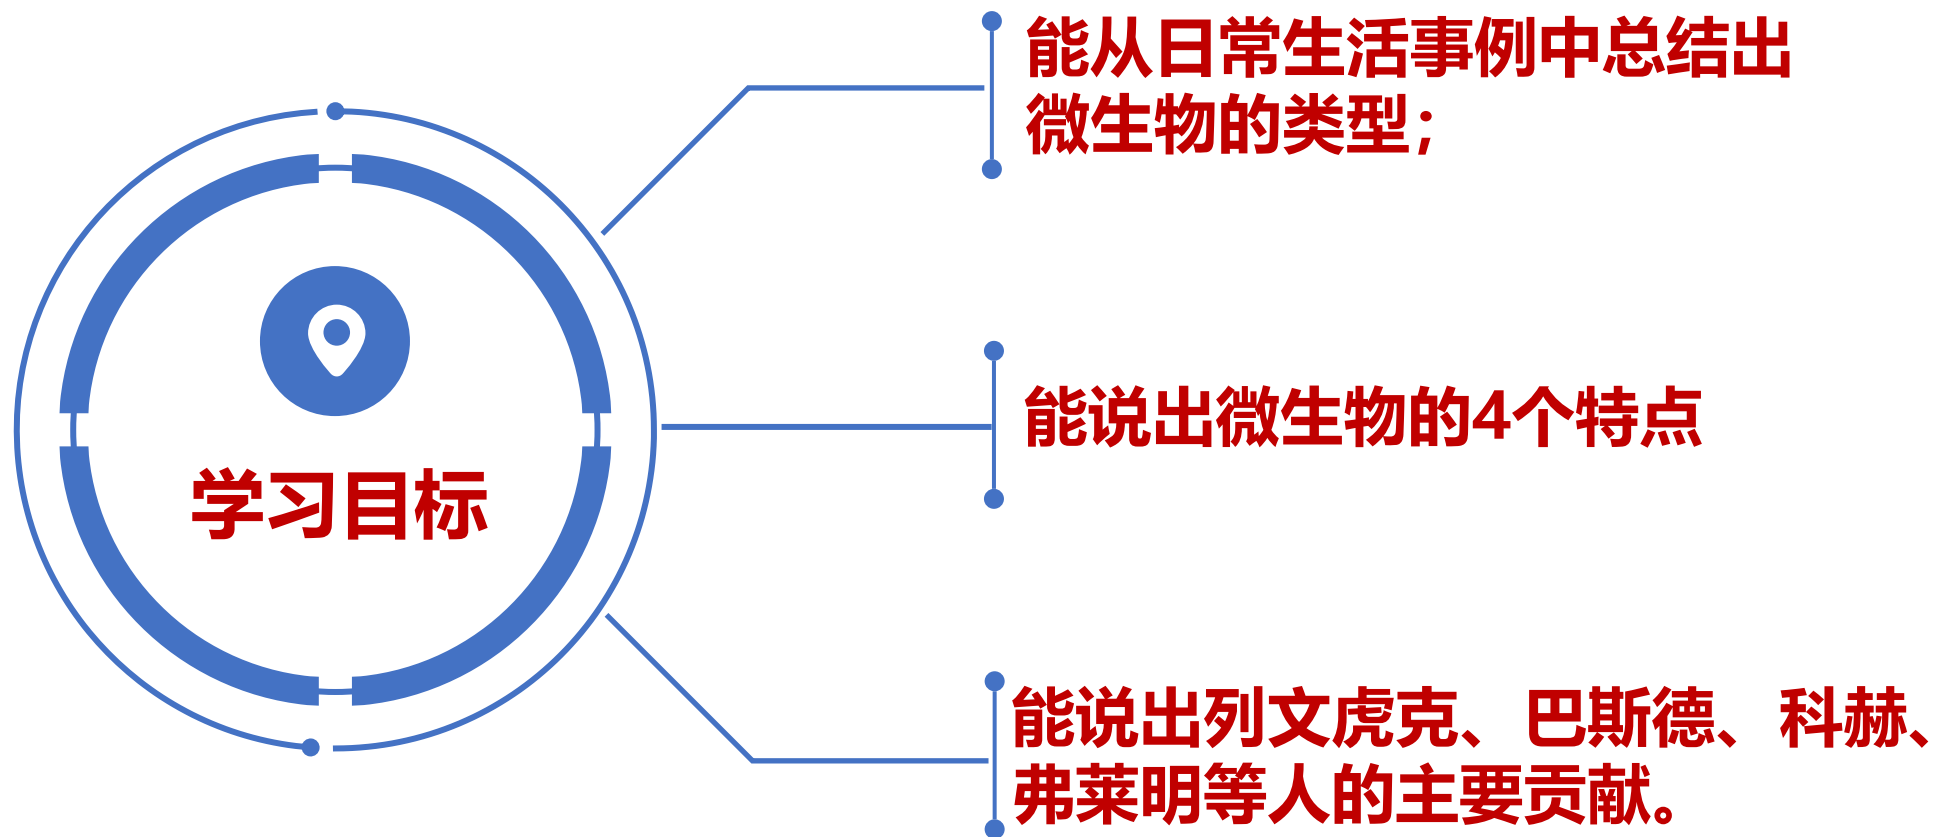 学习目标
能从日常生活事例中总结出
微生物的类型；
能说出微生物的4个特点
能说出列文虎克、巴斯德、科赫、
弗莱明等人的主要贡献。